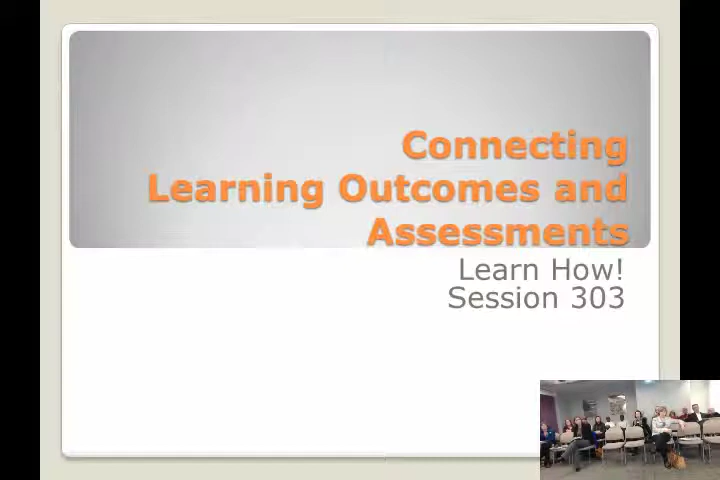 Connecting
Learning Outcomes and
Assessments
Learn How!
Session 303